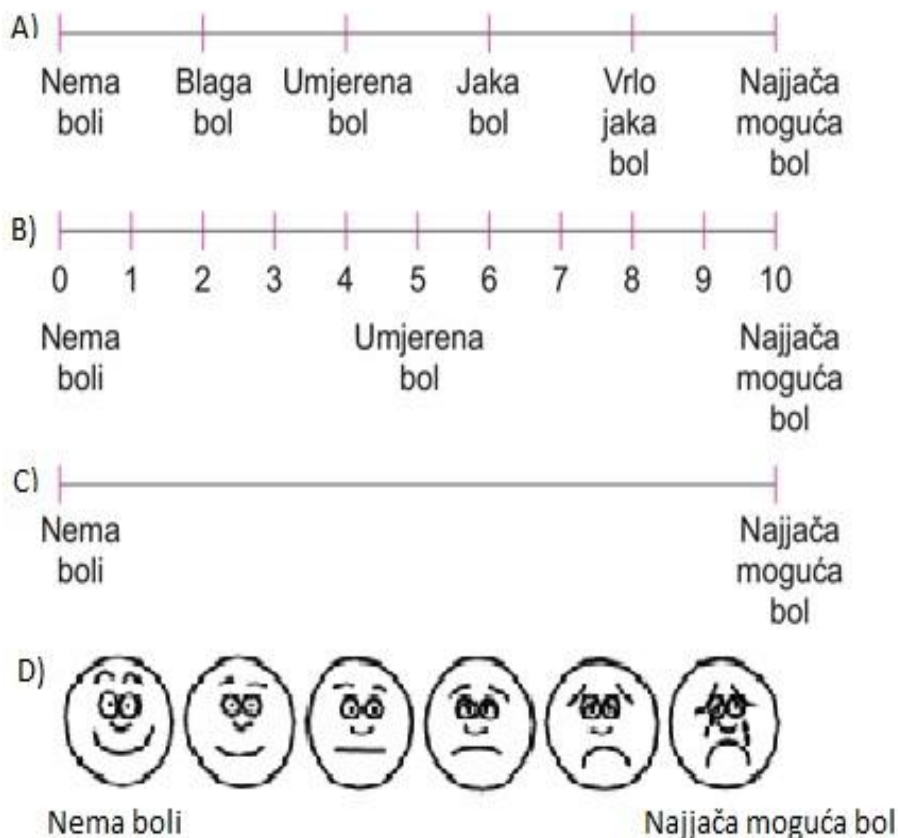 A)
Nema Blaga Umjerena Jaka Vrlo Najjača
boli bol bol bol jaka moguća
bol bol
B)
0 1 2 3 4 5 6 7 8 9 10
Nema Umjerena Najjača
boli bol moguća
bol
C)
Nema Najjača
boli moguća
bol
D)
Nema boli Najjača moguća bol